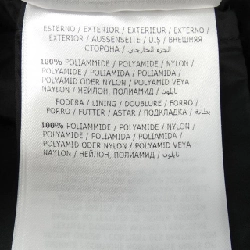 ESTERNO / EXTERIOR / EXTERIEUR / EXTERNO /
EXTERIOR / AUSSENSEITE / U.S / ВНЕШНЯЯ
СТОРОНА / الجزء الخارجي
100% POLIAMMIDE / POLYAMIDE / NYLON /
POLYAMIDE / POLIAMIDA / POLIAMIDA /
POLYAMID ODER NYLON / POLYAMID VEYA
NAYLON / НЕЙЛОН, ПОЛИАМИД / نايلون
FODERA / LINING / DOUBLURE / FORRO /
FORRO / FUTTER / ASTAR / ПОДКЛАДКА / بطانة
100% POLIAMMIDE / POLYAMIDE / NYLON /
POLYAMIDE / POLIAMIDA / POLIAMIDA /
POLYAMID ODER NYLON / POLYAMID VEYA
NAYLON / НЕЙЛОН, ПОЛИАМИД / نايلون